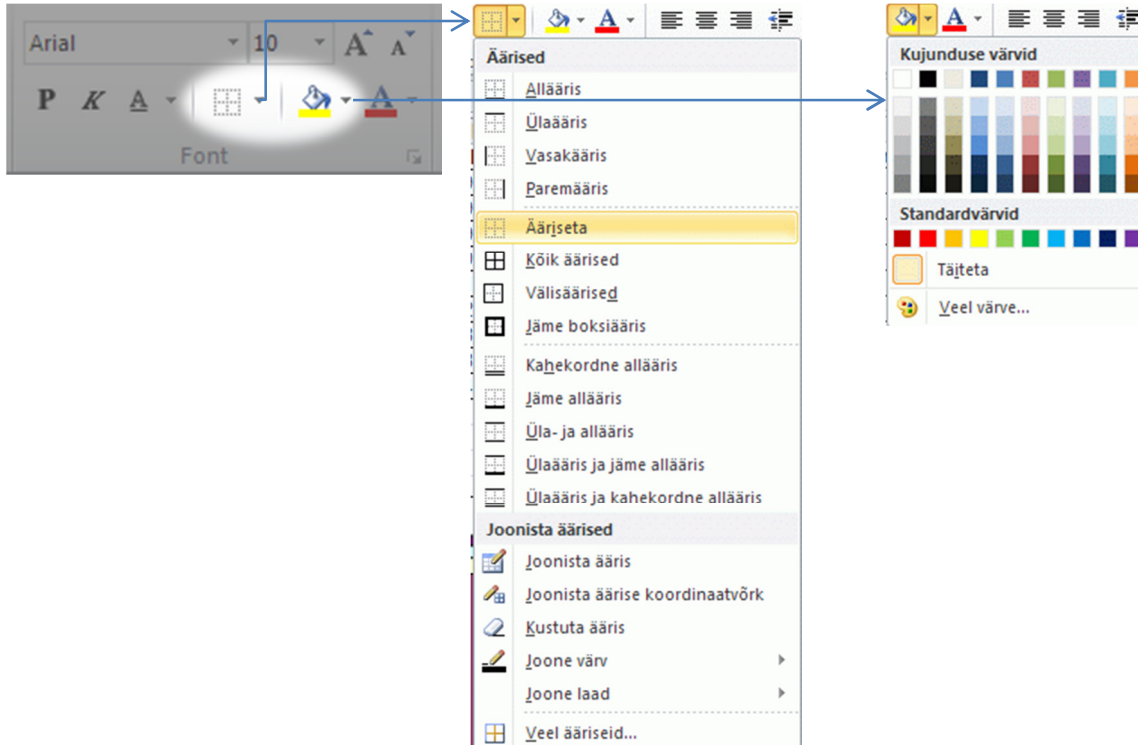 Arial
10
A A
P K A A
Font
A
Äärised
Allääris
Ülaääris
Vasakääris
Paremääris
Ääriseta
Kõik äärised
Välisäärised
Jäme boksiääris
Kahekordne allääris
Jäme allääris
Üla- ja allääris
Ülaääris ja jäme allääris
Ülaääris ja kahekordne allääris
Joonista äärised
Joonista ääris
Joonista äärise koordinaatvõrk
Kustuta ääris
Joone värv
Joone laad
Veel ääriseid...
A
Kujunduse värvid
Standardvärvid
Täiteta
Veel värve...